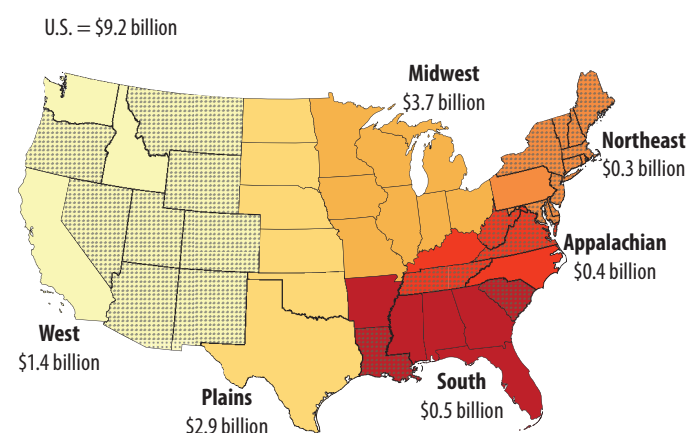 U.S. = $9.2 billion
Midwest
$3.7 billion
Northeast
$0.3 billion
Appalachian
$0.4 billion
West
$1.4 billion
South
$0.5 billion
Plains
$2.9 billion